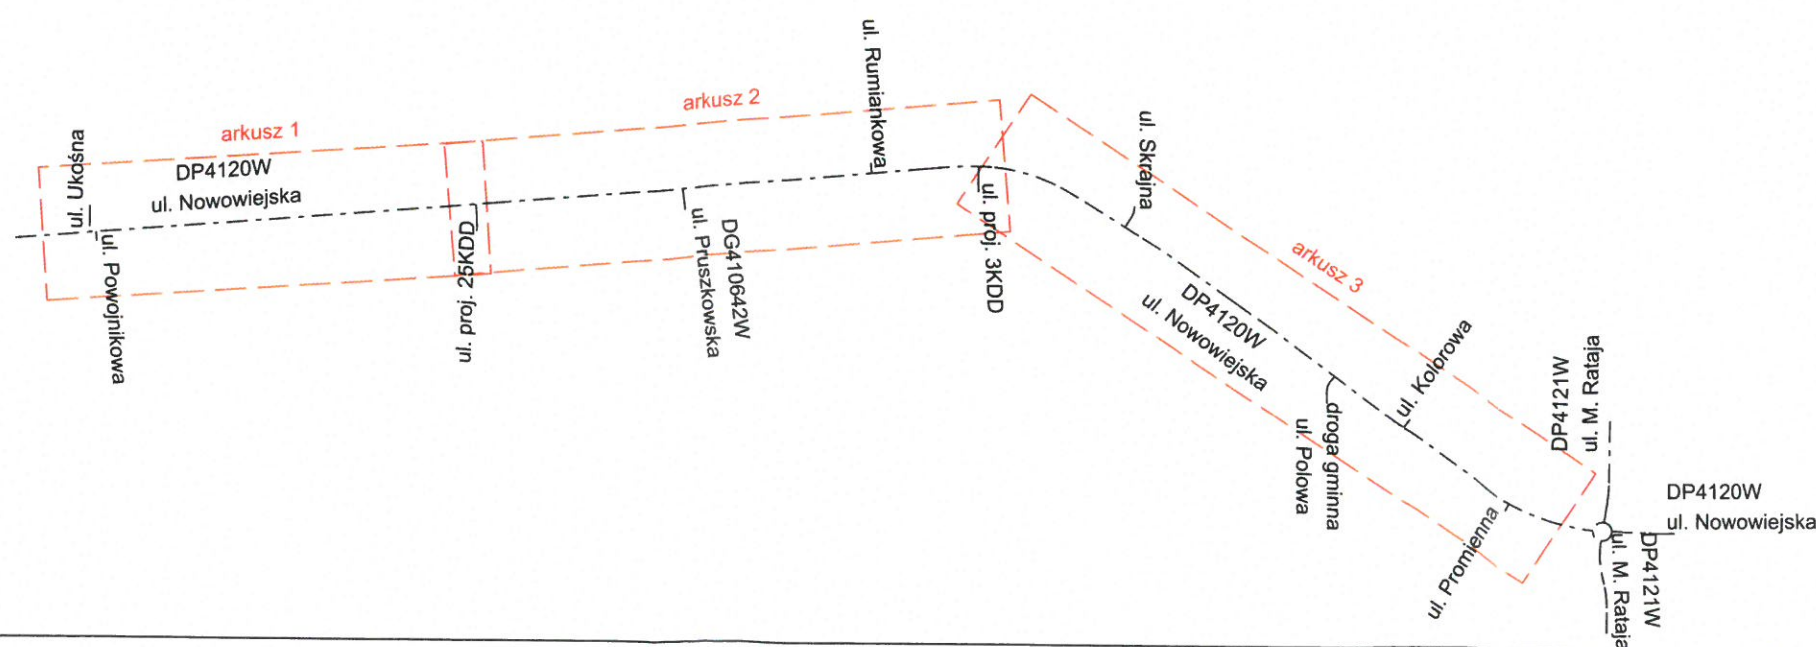 ul. Ukośna
arkusz 1
DP4120W
ul. Nowowiejska
ul. Powojnikowa
ul. proj. 25KDD
arkusz 2
DG410642W
ul. Pruszkowska
ul. Rumiankowa
ul. proj. 3KDD
ul. Skrajna
arkusz 3
DP4120W
ul. Nowowiejska
droga gminna
ul. Polowa
ul. Kolorowa
ul. Promienna
DP4121W
ul. M. Rataja
DP4120W
ul. Nowowiejska
DP4121W
ul. M. Rataja